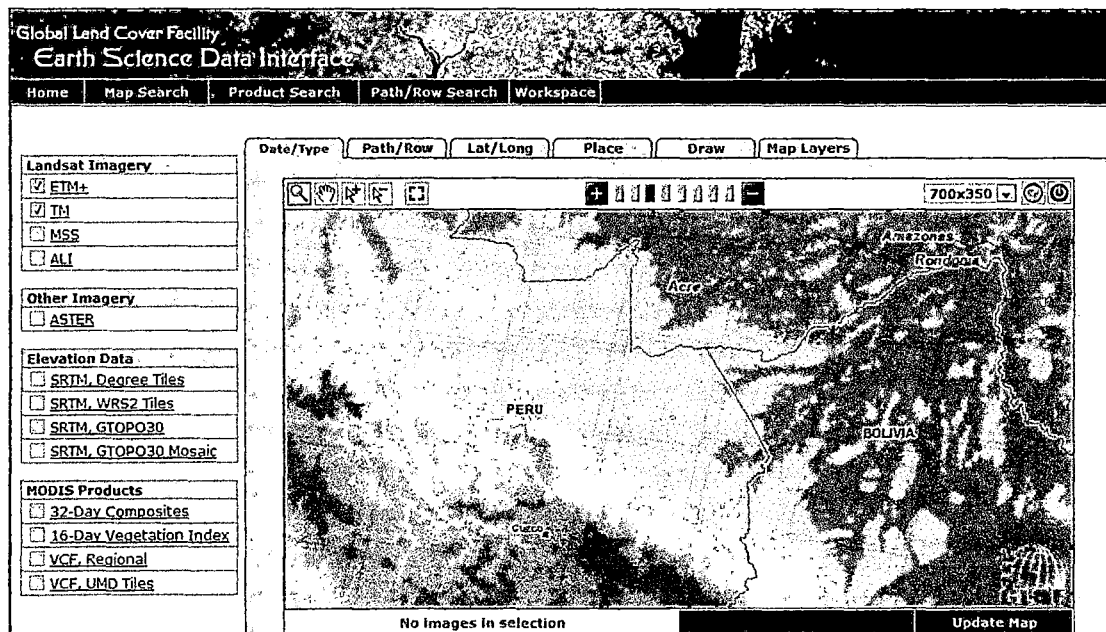 Global Land Cover Facility
Earth Science Data Interface
Home Map Search Product Search Path/Row Search Workspace
Date/Type Path/Row Lat/Long Place Draw Map Layers
Landsat Imagery
ETM+
TM
MSS
ALI
Other Imagery
ASTER
Elevation Data
SRTM, Degree Tiles
SRTM, WRS2 Tiles
SRTM, GTOPO30
SRTM, GTOPO30 Mosaic
MODIS Products
32-Day Composites
16-Day Vegetation Index
VCF, Regional
VCF, UMD Tiles
700x350
Amazonas
Rondonia
Acre
PERU
BOLIVIA
Cuzco
GLCF
No images in selection
Update Map